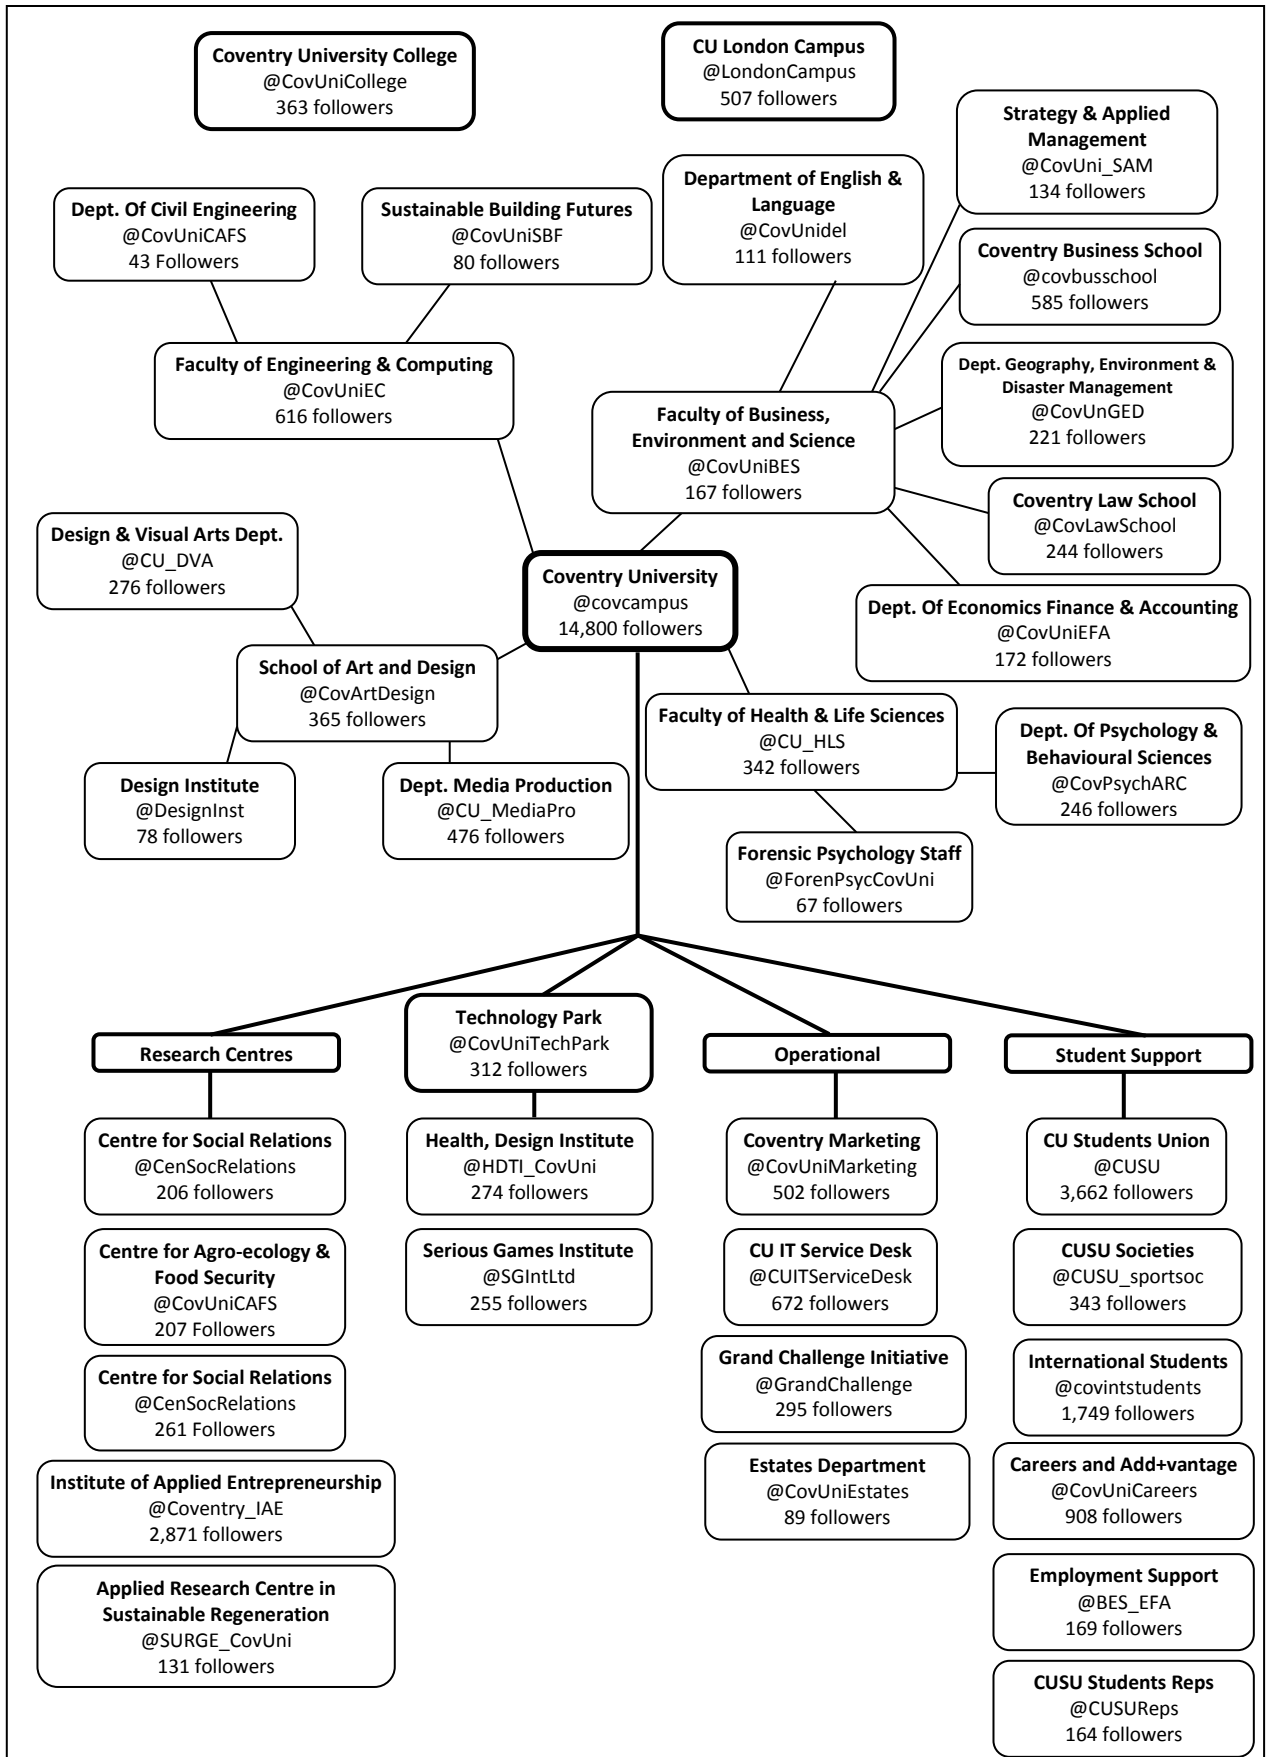 Coventry University College
@CovUniCollege
363 followers
CU London Campus
@LondonCampus
507 followers
Strategy & Applied
Management
@CovUni_SAM
134 followers
Dept. Of Civil Engineering
@CovUniCAFS
43 Followers
Sustainable Building Futures
@CovUniSBF
80 followers
Department of English &
Language
@CovUnidel
111 followers
Coventry Business School
@covbusschool
585 followers
Faculty of Engineering & Computing
@CovUniEC
616 followers
Dept. Geography, Environment &
Disaster Management
@CovUnGED
221 followers
Faculty of Business,
Environment and Science
@CovUniBES
167 followers
Coventry Law School
@CovLawSchool
244 followers
Design & Visual Arts Dept.
@CU_DVA
276 followers
Coventry University
@covcampus
14,800 followers
Dept. Of Economics Finance & Accounting
@CovUniEFA
172 followers
School of Art and Design
@CovArtDesign
365 followers
Faculty of Health & Life Sciences
@CU_HLS
342 followers
Dept. Of Psychology &
Behavioural Sciences
@CovPsychARC
246 followers
Design Institute
@DesignInst
78 followers
Dept. Media Production
@CU_MediaPro
476 followers
Forensic Psychology Staff
@ForenPsycCovUni
67 followers
Research Centres
Technology Park
@CovUniTechPark
312 followers
Operational
Student Support
Centre for Social Relations
@CenSocRelations
206 followers
Health, Design Institute
@HDTI_CovUni
274 followers
Coventry Marketing
@CovUniMarketing
502 followers
CU Students Union
@CUSU
3,662 followers
Centre for Agro-ecology &
Food Security
@CovUniCAFS
207 Followers
Serious Games Institute
@SGIntLtd
255 followers
CU IT Service Desk
@CUITServiceDesk
672 followers
CUSU Societies
@CUSU_sportsoc
343 followers
Centre for Social Relations
@CenSocRelations
261 Followers
Grand Challenge Initiative
@GrandChallenge
295 followers
International Students
@covintstudents
1,749 followers
Institute of Applied Entrepreneurship
@Coventry_IAE
2,871 followers
Estates Department
@CovUniEstates
89 followers
Careers and Add+vantage
@CovUniCareers
908 followers
Applied Research Centre in
Sustainable Regeneration
@SURGE_CovUni
131 followers
Employment Support
@BES_EFA
169 followers
CUSU Students Reps
@CUSUReps
164 followers